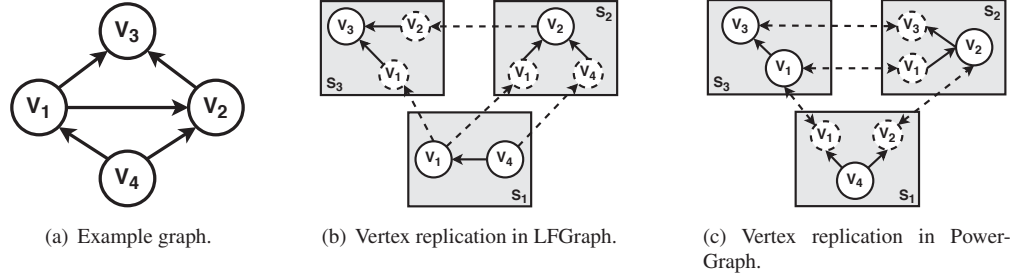 V3
V1
V2
V4
(a) Example graph.
V3
V2
V1
S3
V2
V1
V4
S2
V1
V4
S1
(b) Vertex replication in LFGraph.
V3
V1
S3
V3
V2
V1
S2
V1
V2
V4
S1
(c) Vertex replication in Power-
Graph.